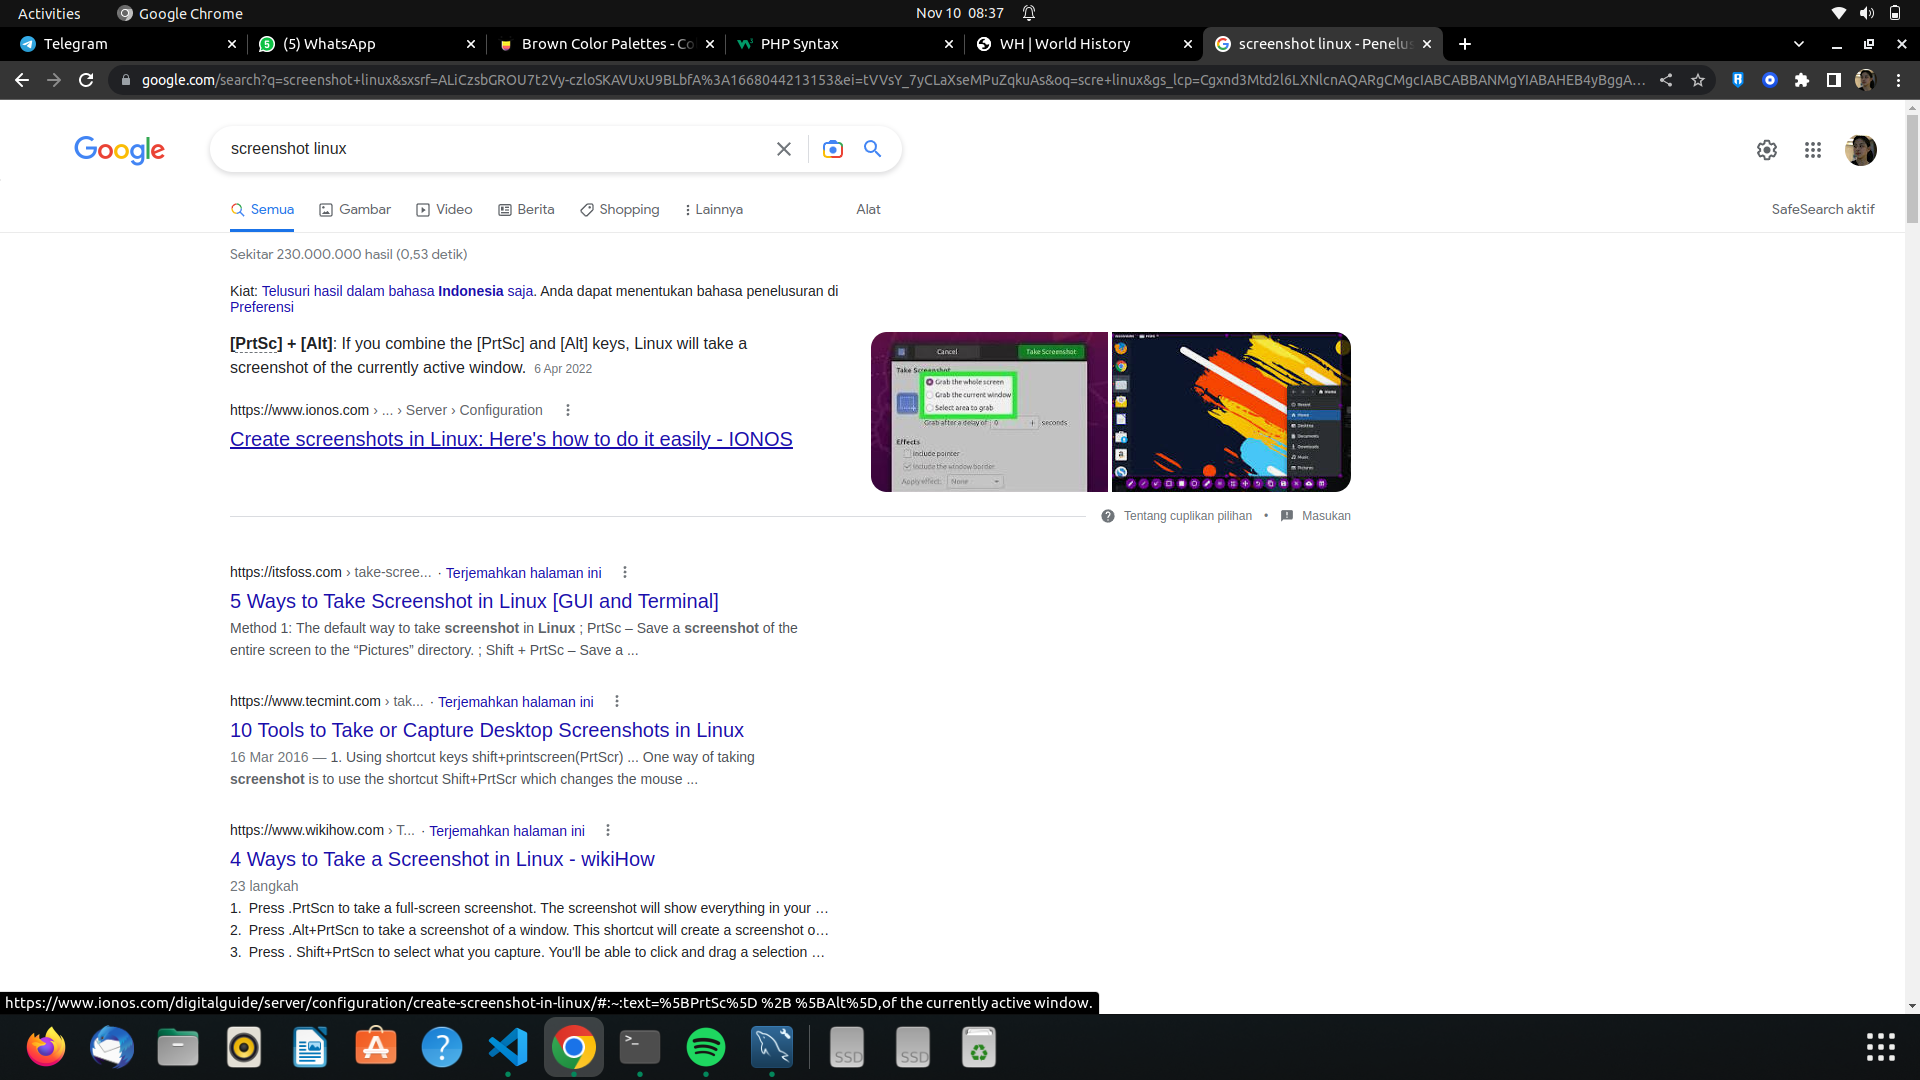 Activities
Google Chrome
Nov 10 08:37
Telegram
(5) WhatsApp
Brown Color Palettes - Co
PHP Syntax
WH | World History
screenshot linux - Penelus
google.com/search?q=screenshot+linux&sxsrf=ALiCzsbGROU7t2Vy-czloSKAVUxU9BLbfA%3A1668044213153&ei=tVVsY_7yCLaXseMPuZqkuAs&oq=scre+linux&gs_lcp=Cgxnd3Mtd2l6LXNlcnAQARgCMgcIABCABBANMgYIABAHEB4yBggA...
Google
screenshot linux
Semua
Gambar
Video
Berita
Shopping
Lainnya
Alat
SafeSearch aktif
Sekitar 230.000.000 hasil (0,53 detik)
Kiat: Telusuri hasil dalam bahasa Indonesia saja. Anda dapat menentukan bahasa penelusuran di
Preferensi
[PrtSc] + [Alt]: If you combine the [PrtSc] and [Alt] keys, Linux will take a
screenshot of the currently active window. 6 Apr 2022
https://www.ionos.com › ... › Server › Configuration
Create screenshots in Linux: Here's how to do it easily - IONOS
Cancel
Take Screenshot
Take Screenshot
Grab the whole screen
Grab the current window
Select area to grab
Grab after a delay of 0 + seconds
Effects
Include pointer
Include the window border
Apply effect: None
Home
Recent
Home
Desktop
Documents
Downloads
Music
Pictures
Tentang cuplikan pilihan • Masukan
https://itsfoss.com › take-scree... · Terjemahkan halaman ini
5 Ways to Take Screenshot in Linux [GUI and Terminal]
Method 1: The default way to take screenshot in Linux ; PrtSc – Save a screenshot of the
entire screen to the “Pictures” directory. ; Shift + PrtSc – Save a ...
https://www.tecmint.com › tak... · Terjemahkan halaman ini
10 Tools to Take or Capture Desktop Screenshots in Linux
16 Mar 2016 — 1. Using shortcut keys shift+printscreen(PrtScr) ... One way of taking
screenshot is to use the shortcut Shift+PrtScr which changes the mouse ...
https://www.wikihow.com › T... · Terjemahkan halaman ini
4 Ways to Take a Screenshot in Linux - wikiHow
23 langkah
1. Press .PrtScn to take a full-screen screenshot. The screenshot will show everything in your …
2. Press .Alt+PrtScn to take a screenshot of a window. This shortcut will create a screenshot o…
3. Press . Shift+PrtScn to select what you capture. You'll be able to click and drag a selection …
https://www.ionos.com/digitalguide/server/configuration/create-screenshot-in-linux/#:~:text=%5BPrtSc%5D %2B %5BAlt%5D,of the currently active window.
SSD
SSD